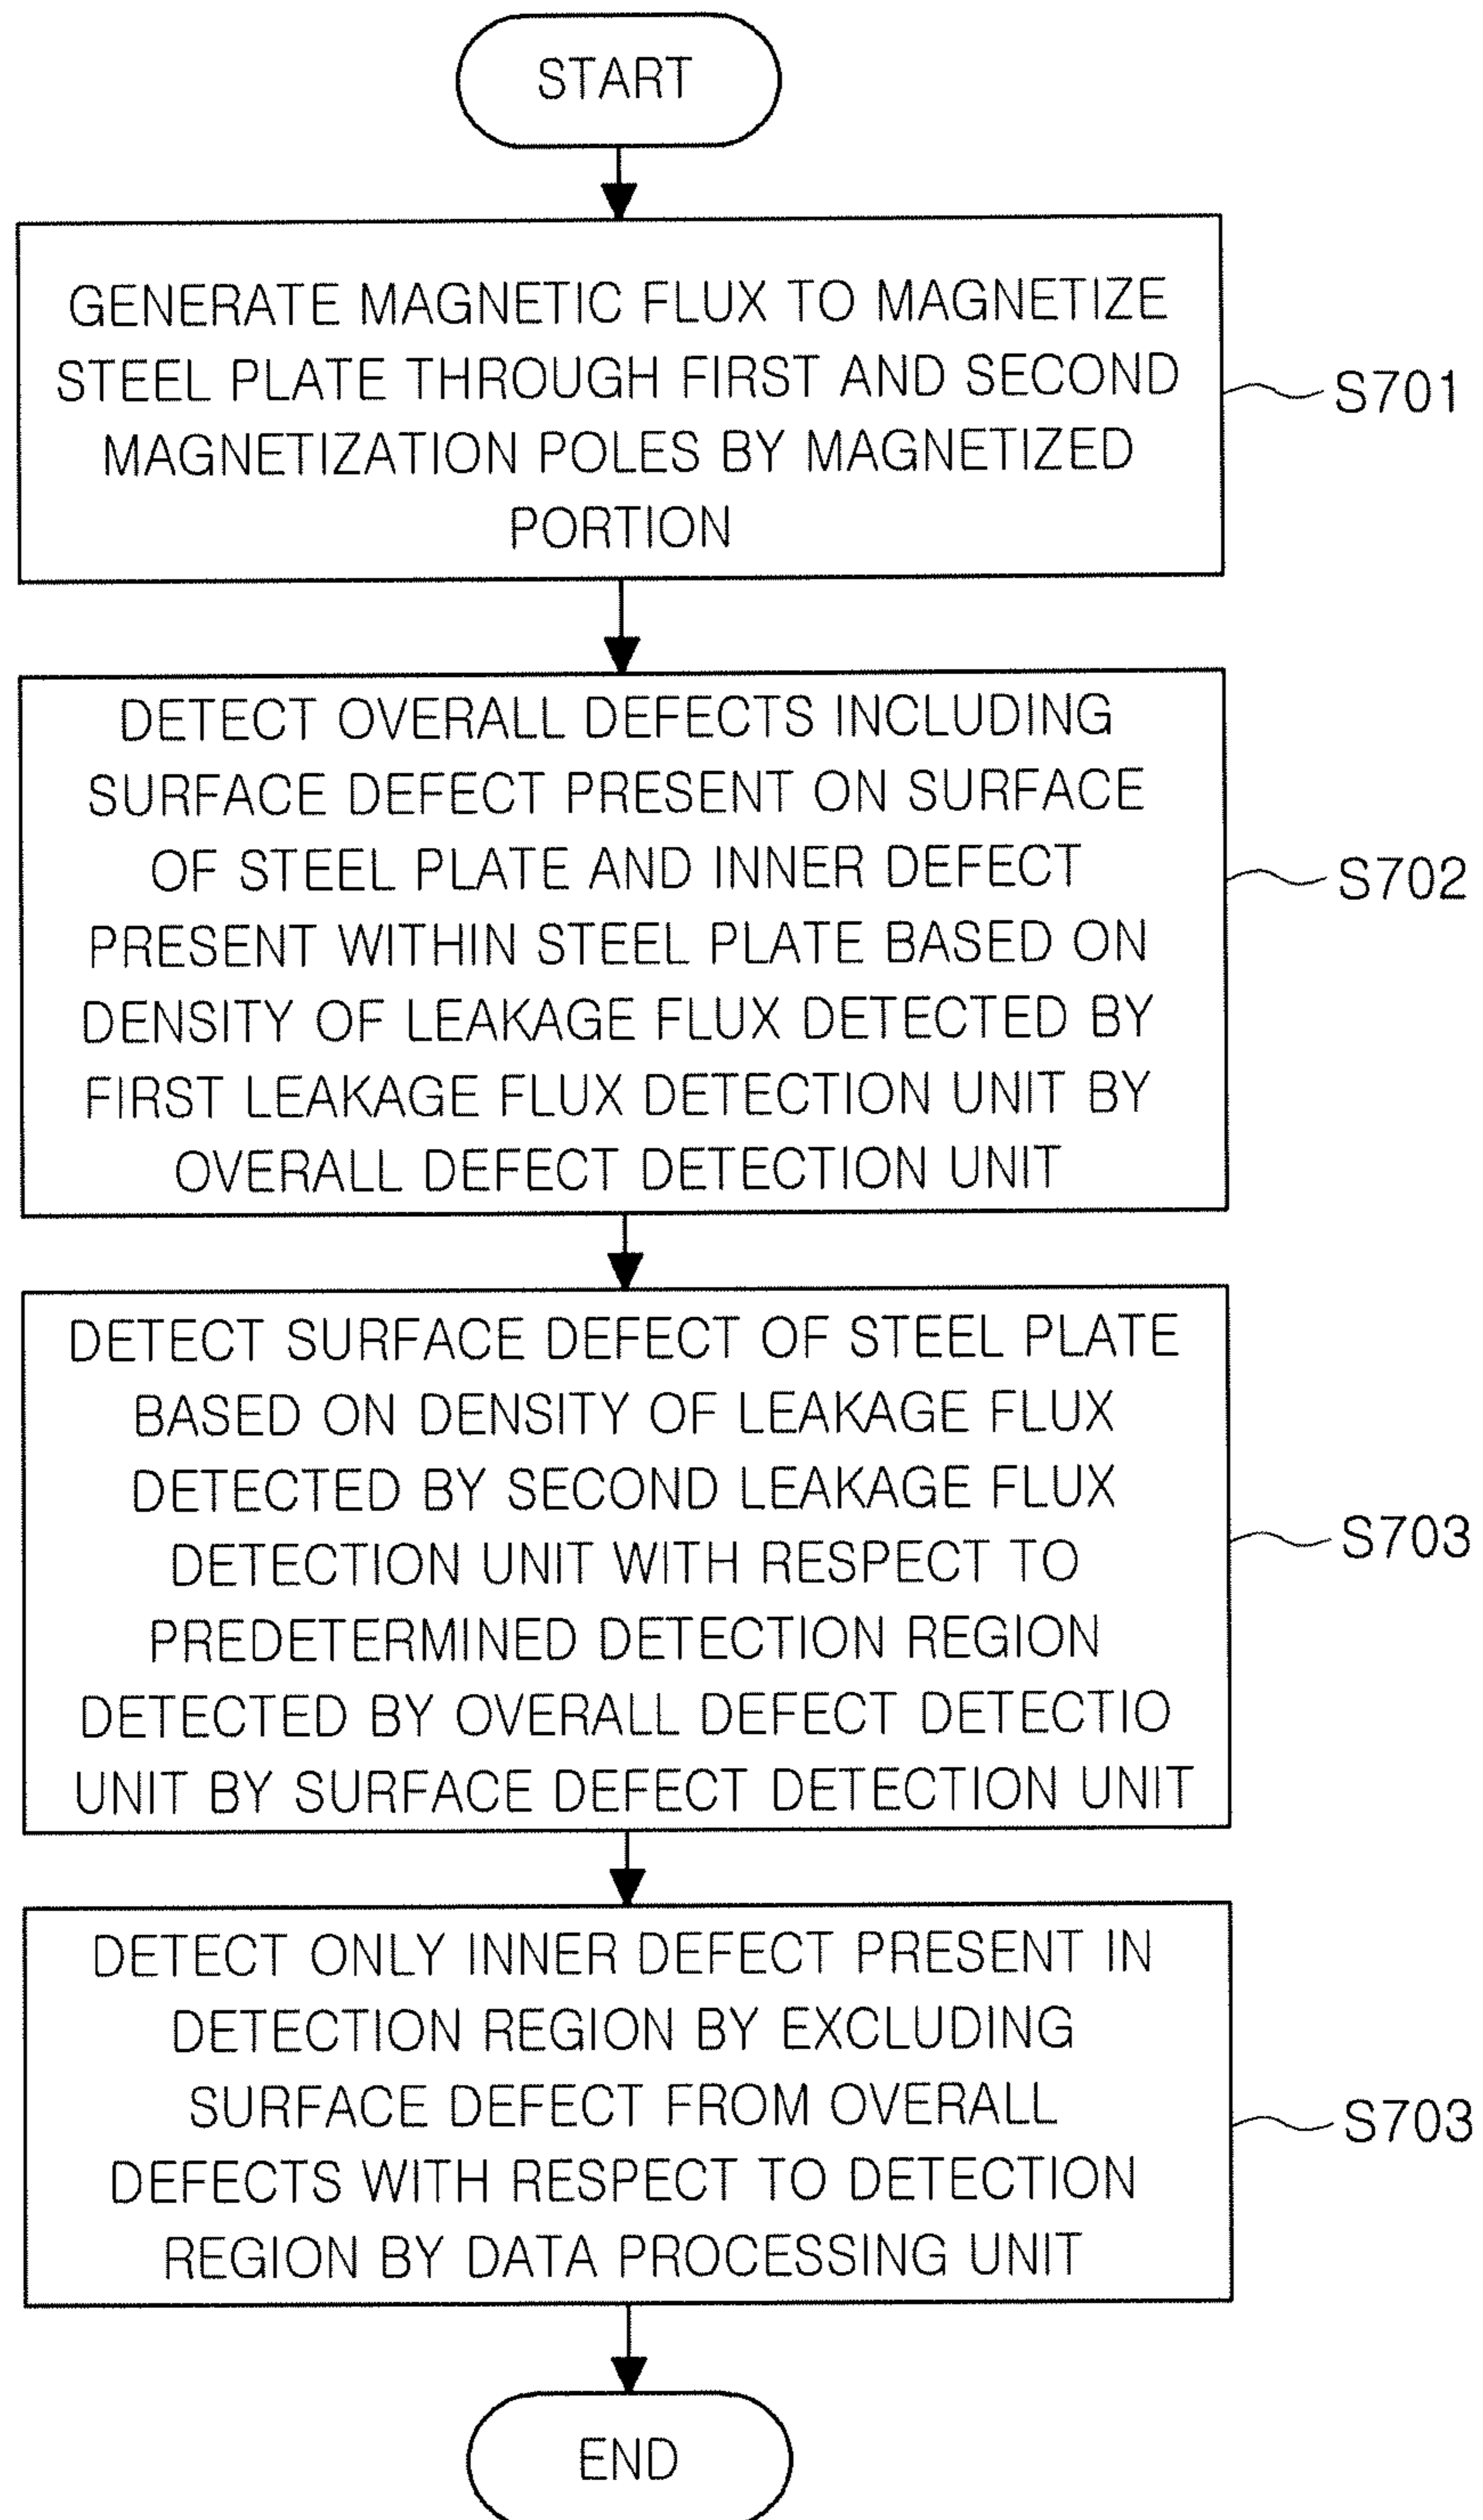 START
GENERATE MAGNETIC FLUX TO MAGNETIZE
STEEL PLATE THROUGH FIRST AND SECOND
MAGNETIZATION POLES BY MAGNETIZED
PORTION
S701
DETECT OVERALL DEFECTS INCLUDING
SURFACE DEFECT PRESENT ON SURFACE
OF STEEL PLATE AND INNER DEFECT
PRESENT WITHIN STEEL PLATE BASED ON
DENSITY OF LEAKAGE FLUX DETECTED BY
FIRST LEAKAGE FLUX DETECTION UNIT BY
OVERALL DEFECT DETECTION UNIT
S702
DETECT SURFACE DEFECT OF STEEL PLATE
BASED ON DENSITY OF LEAKAGE FLUX
DETECTED BY SECOND LEAKAGE FLUX
DETECTION UNIT WITH RESPECT TO
PREDETERMINED DETECTION REGION
DETECTED BY OVERALL DEFECT DETECTIO
UNIT BY SURFACE DEFECT DETECTION UNIT
S703
DETECT ONLY INNER DEFECT PRESENT IN
DETECTION REGION BY EXCLUDING
SURFACE DEFECT FROM OVERALL
DEFECTS WITH RESPECT TO DETECTION
REGION BY DATA PROCESSING UNIT
S703
END